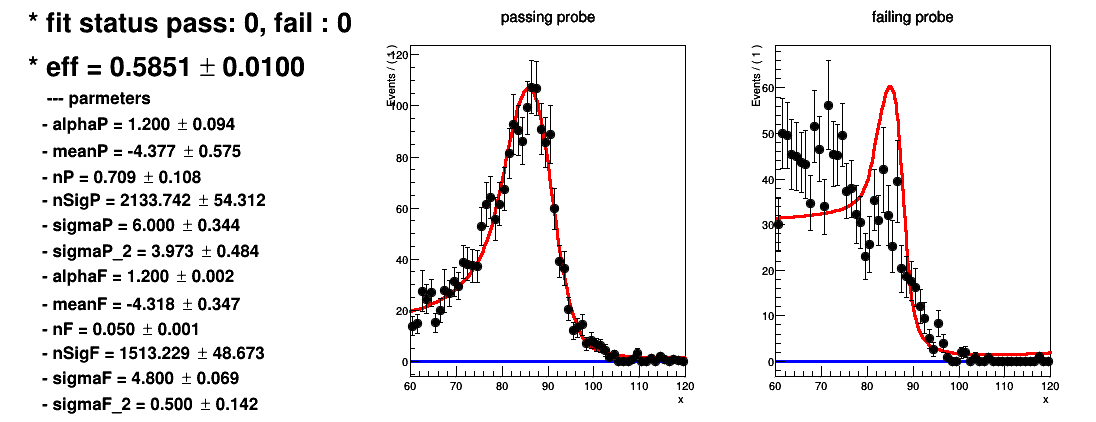 * fit status pass: 0, fail : 0
* eff = 0.5851 ± 0.0100
--- parmeters
- alphaP = 1.200 ± 0.094
- meanP = -4.377 ± 0.575
- nP = 0.709 ± 0.108
- nSigP = 2133.742 ± 54.312
- sigmaP = 6.000 ± 0.344
- sigmaP_2 = 3.973 ± 0.484
- alphaF = 1.200 ± 0.002
- meanF = -4.318 ± 0.347
- nF = 0.050 ± 0.001
- nSigF = 1513.229 ± 48.673
- sigmaF = 4.800 ± 0.069
- sigmaF_2 = 0.500 ± 0.142
passing probe
Events / ( 1 )
120
100
80
60
40
20
0
60 70 80 90 100 110 120
x
failing probe
Events / ( 1 )
60
50
40
30
20
10
0
60 70 80 90 100 110 120
x